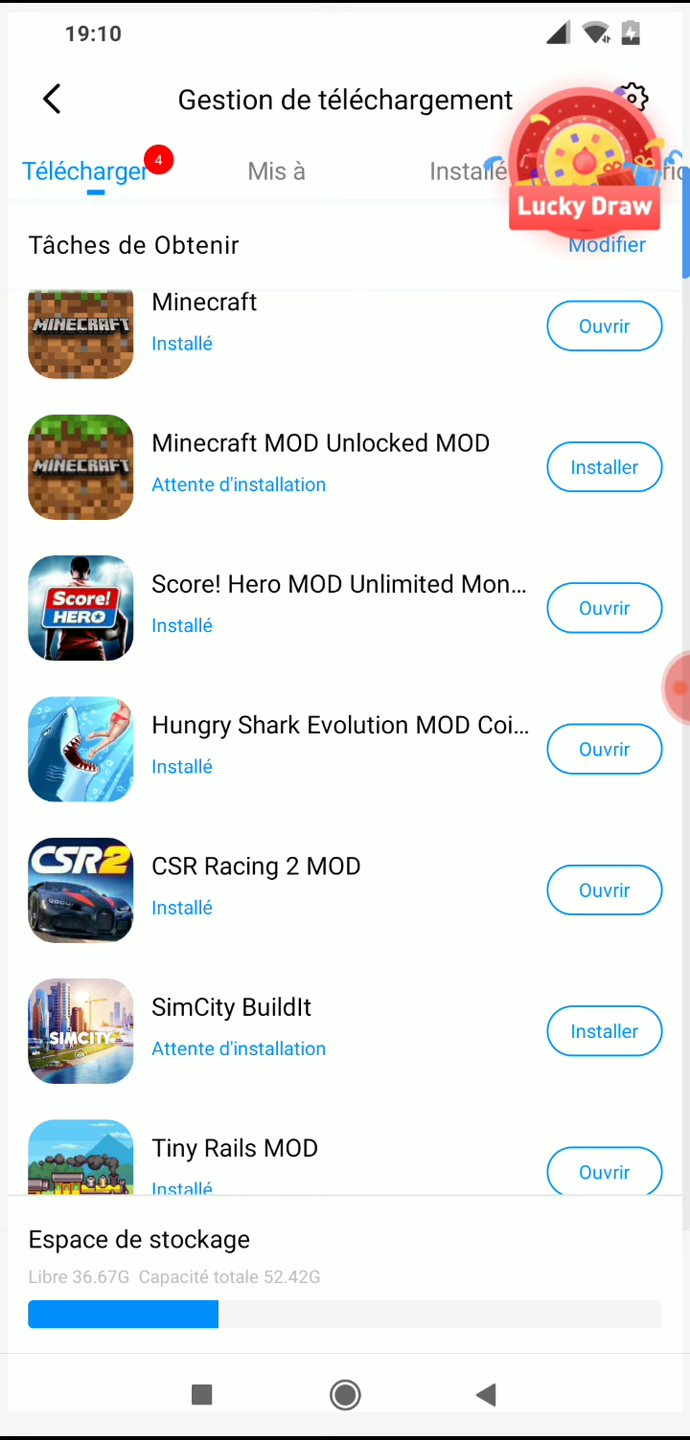 19:10
Gestion de téléchargement
Télécharger
4
Mis à
Installé
Lucky Draw
Tâches de Obtenir
Modifier
MINECRAFT
Minecraft
Installé
Ouvrir
MINECRAFT
Minecraft MOD Unlocked MOD
Attente d'installation
Installer
Score!
HERO
Score! Hero MOD Unlimited Mon...
Installé
Ouvrir
Hungry Shark Evolution MOD Coi...
Installé
Ouvrir
CSR2
CSR Racing 2 MOD
Installé
Ouvrir
SIMCITY
SimCity BuildIt
Attente d'installation
Installer
Tiny Rails MOD
Installé
Ouvrir
Espace de stockage
Libre 36.67G Capacité totale 52.42G